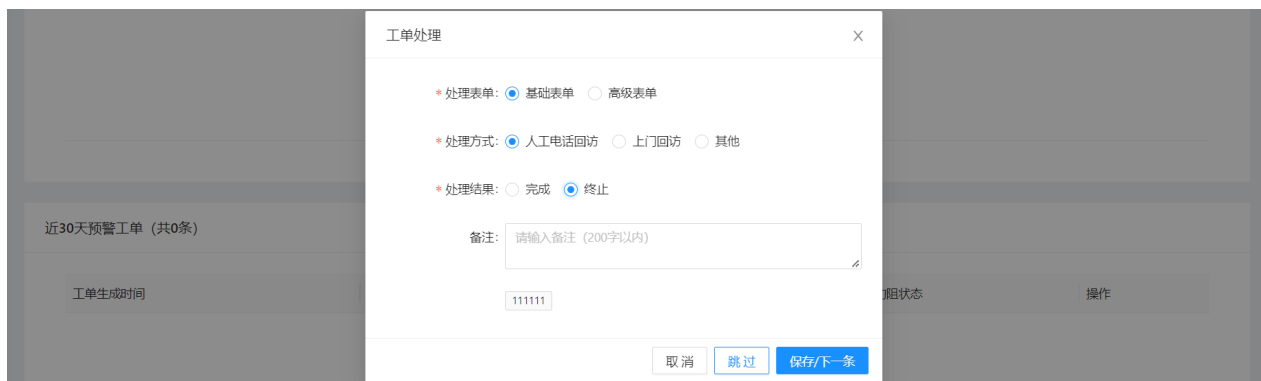 工单处理
* 处理表单: 基础表单 高级表单
* 处理方式: 人工电话回访 上门回访 其他
* 处理结果: 完成 终止
近30天预警工单（共0条）
备注: 请输入备注（200字以内）
工单生成时间 阻状态 操作
111111
取消 跳过 保存/下一条